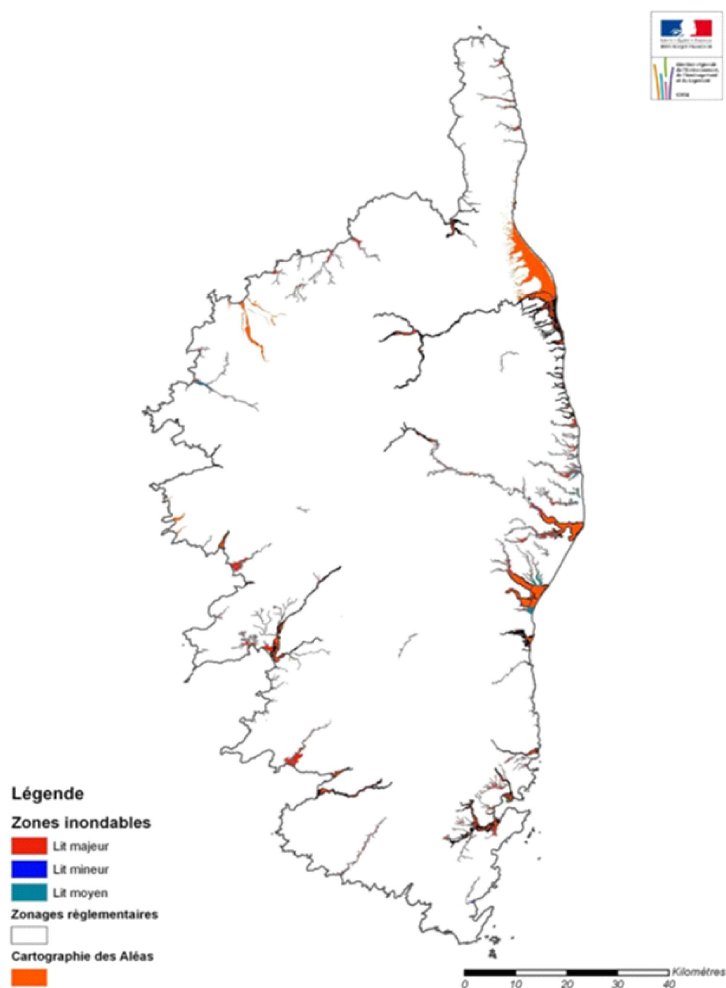 Légende
Zones inondables
Lit majeur
Lit mineur
Lit moyen
Zonages règlementaires
Cartographie des Aléas
Kilomètres
0 10 20 30 40